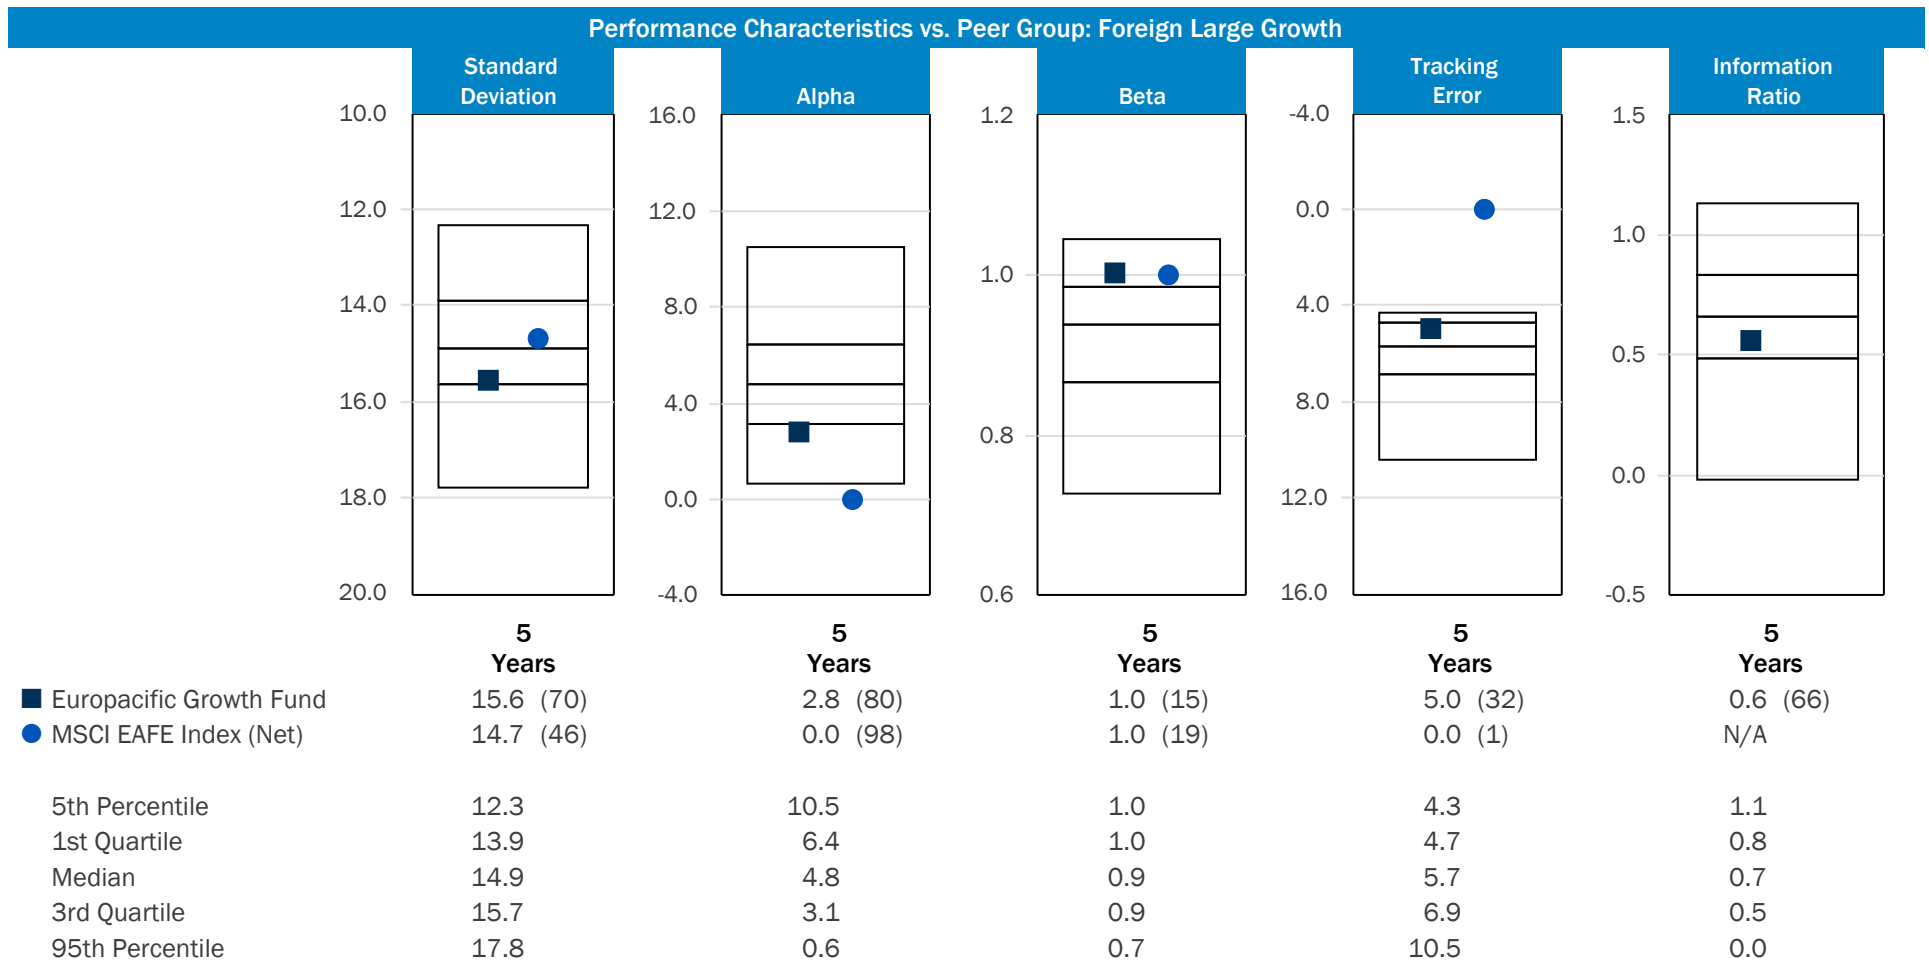 Performance Characteristics vs. Peer Group: Foreign Large Growth
Standard
Deviation
10.0
12.0
14.0
16.0
18.0
20.0
5
Years
Alpha
16.0
12.0
8.0
4.0
0.0
-4.0
5
Years
Beta
1.2
1.0
0.8
0.6
5
Years
Tracking
Error
-4.0
0.0
4.0
8.0
12.0
16.0
5
Years
Information
Ratio
1.5
1.0
0.5
0.0
-0.5
5
Years
Europacific Growth Fund 15.6 (70) 2.8 (80) 1.0 (15) 5.0 (32) 0.6 (66)
MSCI EAFE Index (Net) 14.7 (46) 0.0 (98) 1.0 (19) 0.0 (1) N/A
5th Percentile 12.3 10.5 1.0 4.3 1.1
1st Quartile 13.9 6.4 1.0 4.7 0.8
Median 14.9 4.8 0.9 5.7 0.7
3rd Quartile 15.7 3.1 0.9 6.9 0.5
95th Percentile 17.8 0.6 0.7 10.5 0.0